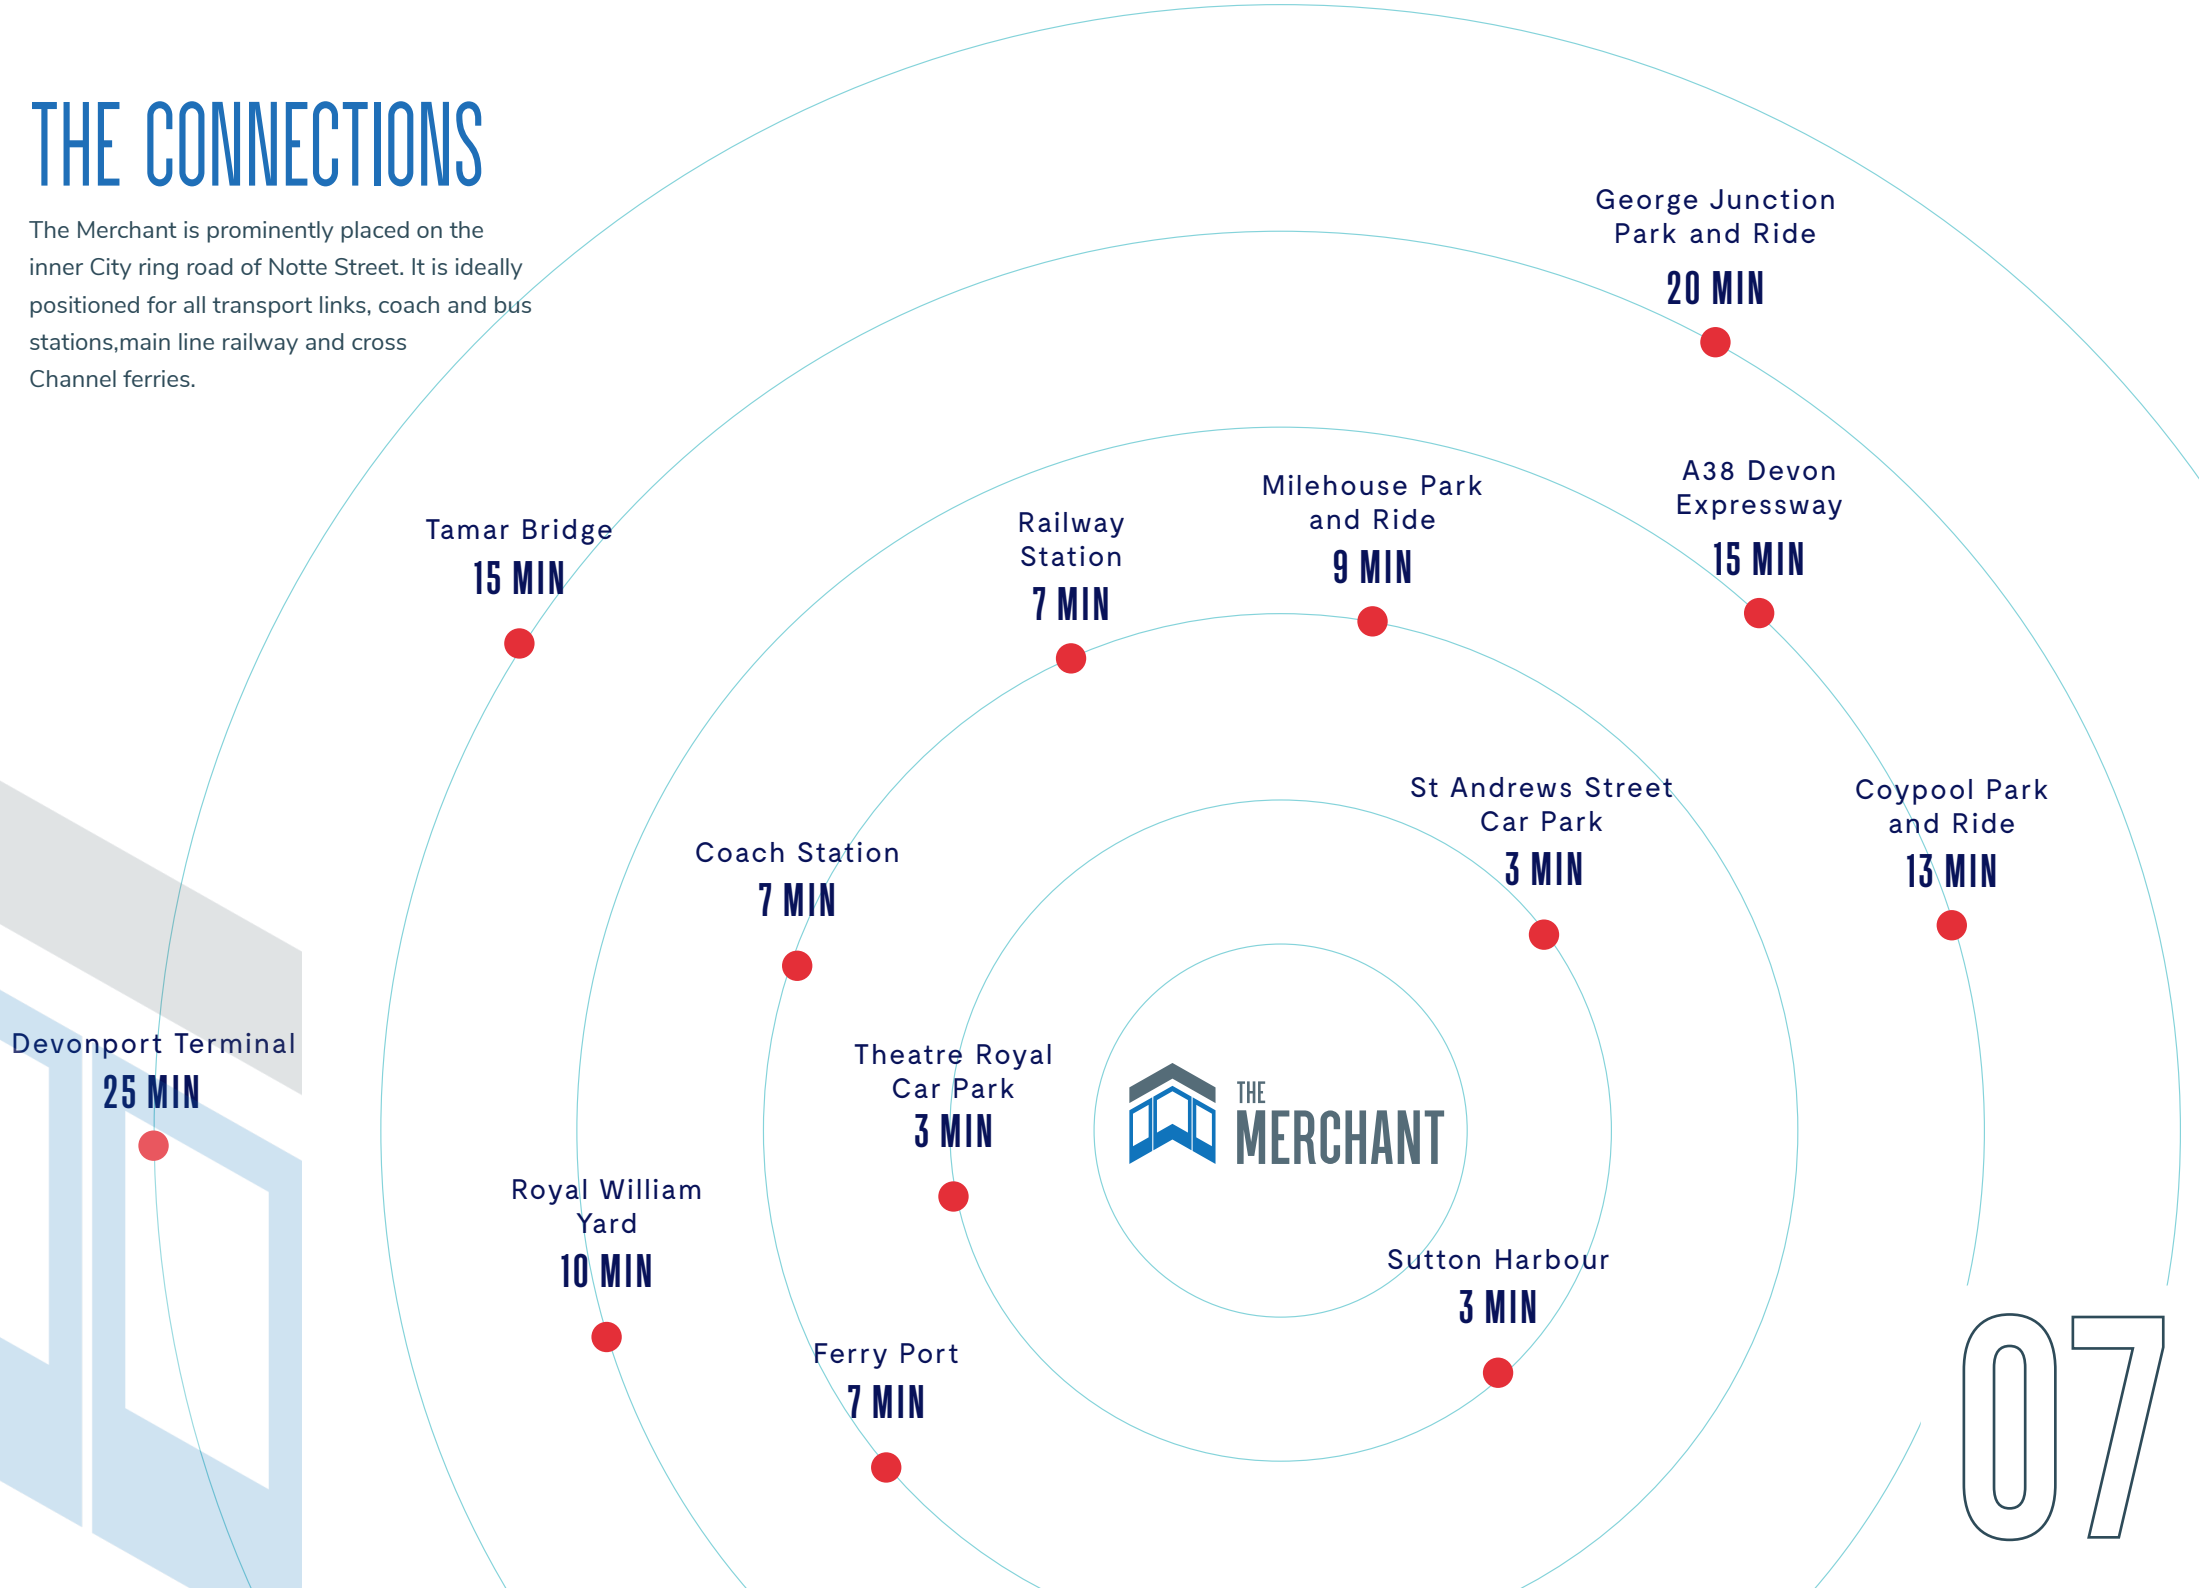 THE CONNECTIONS
The Merchant is prominently placed on the
inner City ring road of Notte Street. It is ideally
positioned for all transport links, coach and bus
stations,main line railway and cross
Channel ferries.
George Junction
Park and Ride
20 MIN
A38 Devon
Expressway
15 MIN
Milehouse Park
and Ride
9 MIN
Railway
Station
7 MIN
Tamar Bridge
15 MIN
St Andrews Street
Car Park
3 MIN
Coypool Park
and Ride
13 MIN
Coach Station
7 MIN
Devonport Terminal
25 MIN
Theatre Royal
Car Park
3 MIN
THE
MERCHANT
Royal William
Yard
10 MIN
Sutton Harbour
3 MIN
Ferry Port
7 MIN
07